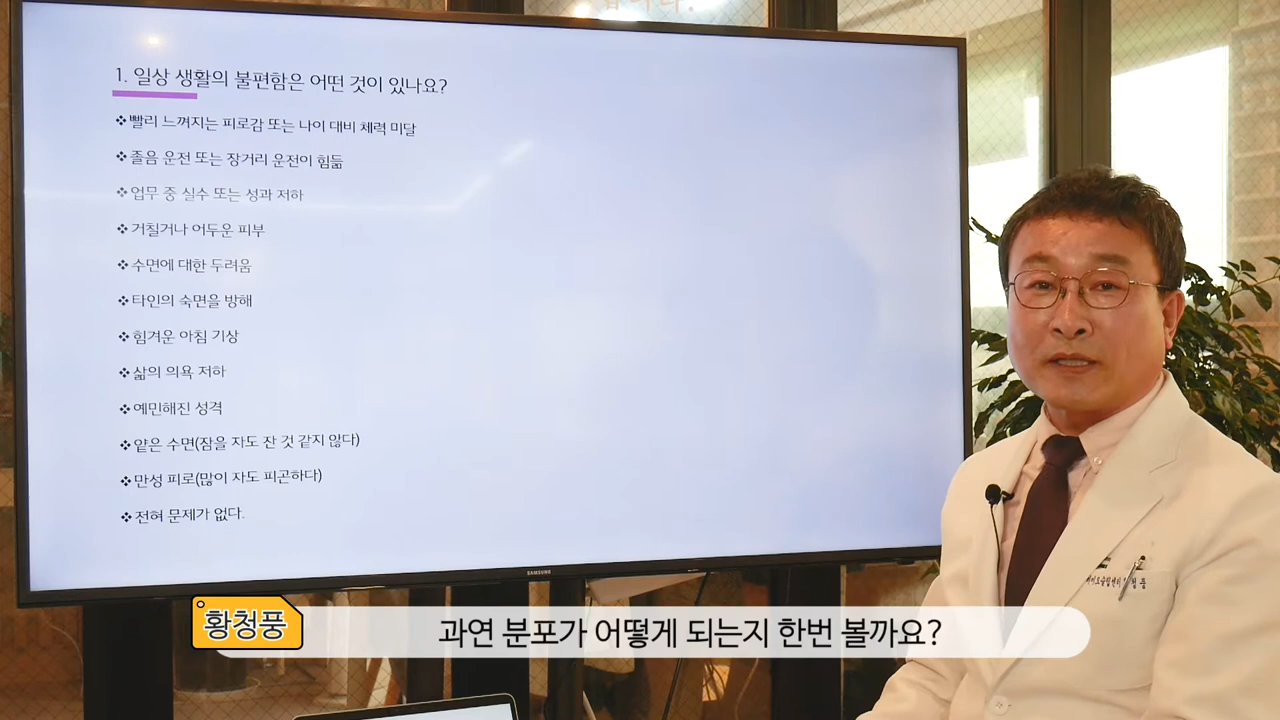 1. 일상 생활의 불편함은 어떤 것이 있나요?
❖빨리 느껴지는 피로감 또는 나이 대비 체력 미달
❖졸음 운전 또는 장거리 운전이 힘듦
❖업무 중 실수 또는 성과 저하
❖거칠거나 어두운 피부
❖수면에 대한 두려움
❖타인의 숙면을 방해
❖힘겨운 아침 기상
❖삶의 의욕 저하
❖예민해진 성격
❖얕은 수면(잠을 자도 잔 것 같지 않다)
❖만성 피로(많이 자도 피곤하다)
❖전혀 문제가 없다.
SAMSUNG
황청풍
과연 분포가 어떻게 되는지 한번 볼까요?